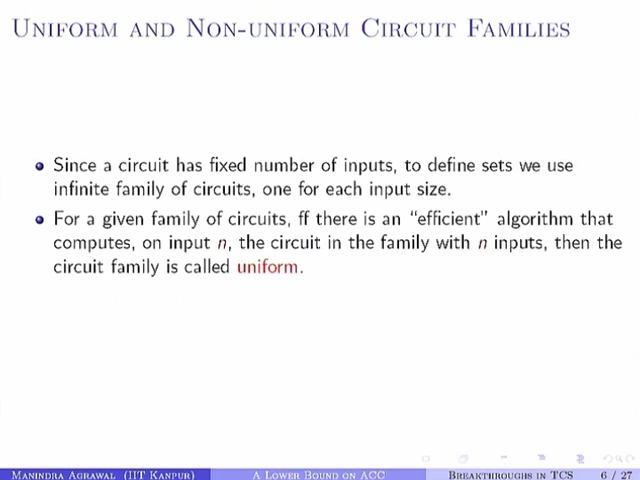 UNIFORM AND NON-UNIFORM CIRCUIT FAMILIES
Since a circuit has fixed number of inputs, to define sets we use
infinite family of circuits, one for each input size.
For a given family of circuits, ff there is an “efficient” algorithm that
computes, on input n, the circuit in the family with n inputs, then the
circuit family is called uniform.
MANINDRA AGRAWAL (IIT KANPUR) A LOWER BOUND ON ACC BREAKTHROUGHS IN TCS 6 / 27